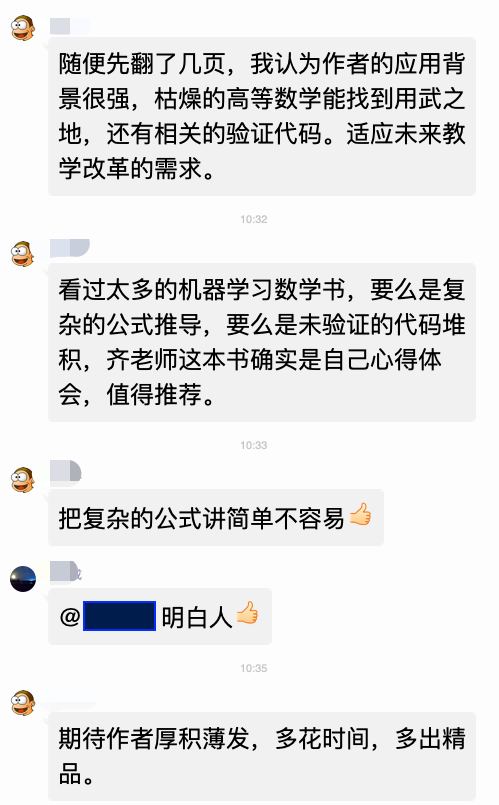 随便先翻了几页，我认为作者的应用背
景很强，枯燥的高等数学能找到用武之
地，还有相关的验证代码。适应未来教
学改革的需求。
10:32
看过太多的机器学习数学书，要么是复
杂的公式推导，要么是未验证的代码堆
积，齐老师这本书确实是自己心得体
会，值得推荐。
10:33
把复杂的公式讲简单不容易👍
@ 明白人👍
10:35
期待作者厚积薄发，多花时间，多出精
品。